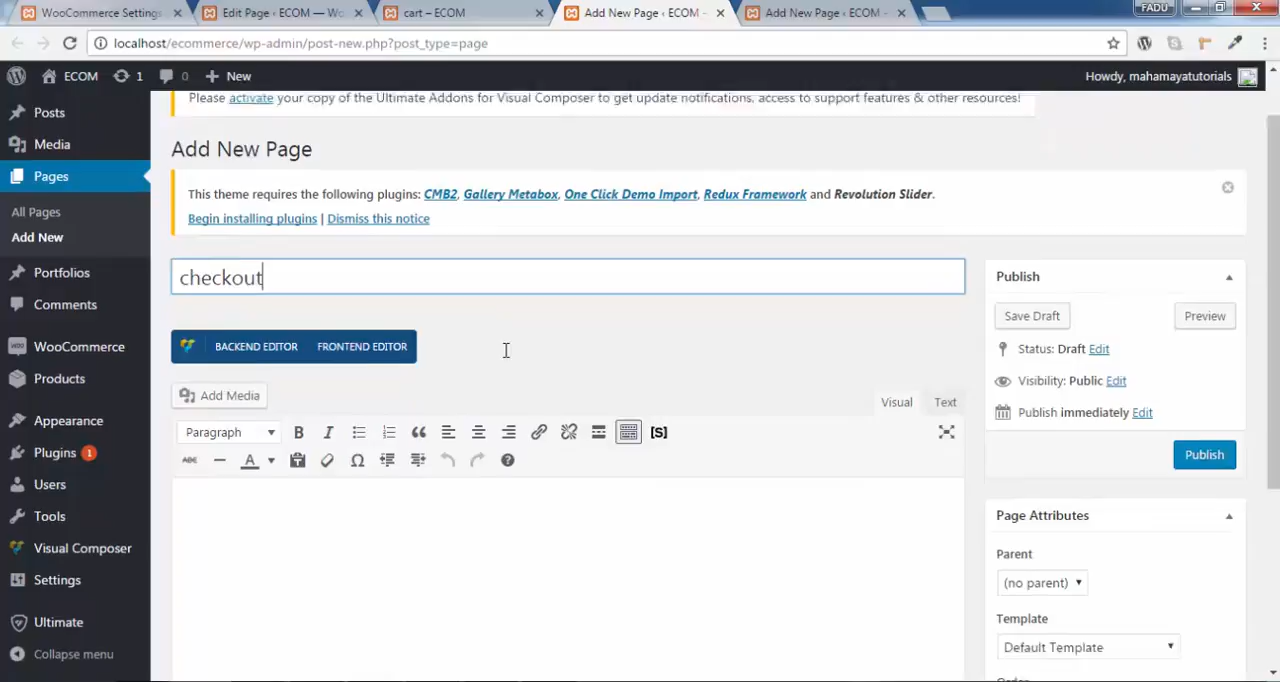 WooCommerce Settings
Edit Page ‹ ECOM — Wo
cart – ECOM
Add New Page ‹ ECOM –
Add New Page ‹ ECOM –
FADU
localhost/ecommerce/wp-admin/post-new.php?post_type=page
ECOM 1 0 New
Howdy, mahamayatutorials
Please activate your copy of the Ultimate Addons for Visual Composer to get update notifications, access to support features & other resources!
Posts
Media
Pages
All Pages
Add New
Portfolios
Comments
WooCommerce
Products
Appearance
Plugins 1
Users
Tools
Visual Composer
Settings
Ultimate
Collapse menu
Add New Page
This theme requires the following plugins: CMB2, Gallery Metabox, One Click Demo Import, Redux Framework and Revolution Slider.
Begin installing plugins | Dismiss this notice
checkout
BACKEND EDITOR FRONTEND EDITOR
Add Media
Visual Text
Paragraph B I [S]
ABC A
Publish
Save Draft Preview
Status: Draft Edit
Visibility: Public Edit
Publish immediately Edit
Publish
Page Attributes
Parent
(no parent)
Template
Default Template